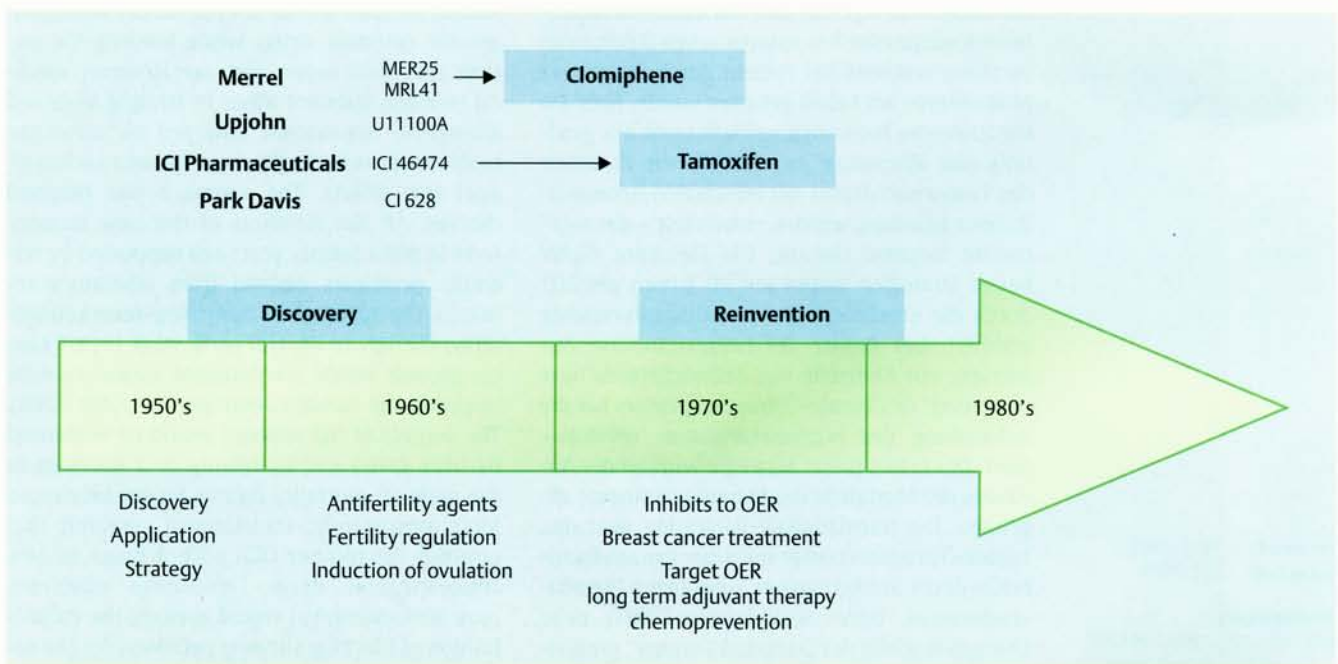 Merrel MER25 Clomiphene
MRL41
Upjohn U11100A
ICI Pharmaceuticals ICI 46474 Tamoxifen
Park Davis CI 628
Discovery Reinvention
1950's 1960's 1970's 1980's
Discovery Antifertility agents Inhibits to OER
Application Fertility regulation Breast cancer treatment
Strategy Induction of ovulation Target OER
long term adjuvant therapy
chemoprevention